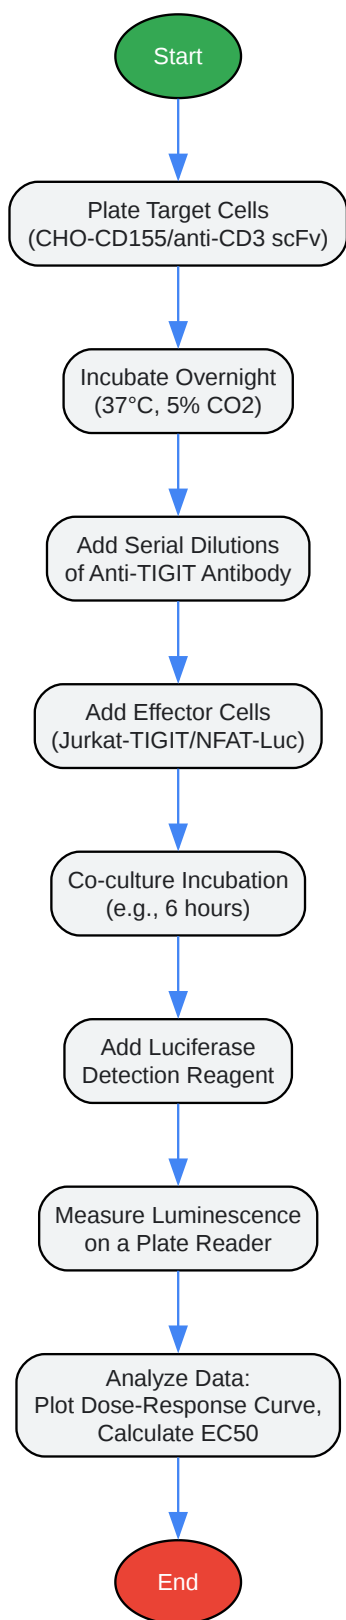 Start
Plate Target Cells
(CHO-CD155/anti-CD3 scFv)
Incubate Overnight
(37°C, 5% CO2)
Add Serial Dilutions
of Anti-TIGIT Antibody
Add Effector Cells
(Jurkat-TIGIT/NFAT-Luc)
Co-culture Incubation
(e.g., 6 hours)
Add Luciferase
Detection Reagent
Measure Luminescence
on a Plate Reader
Analyze Data:
Plot Dose-Response Curve,
Calculate EC50
End